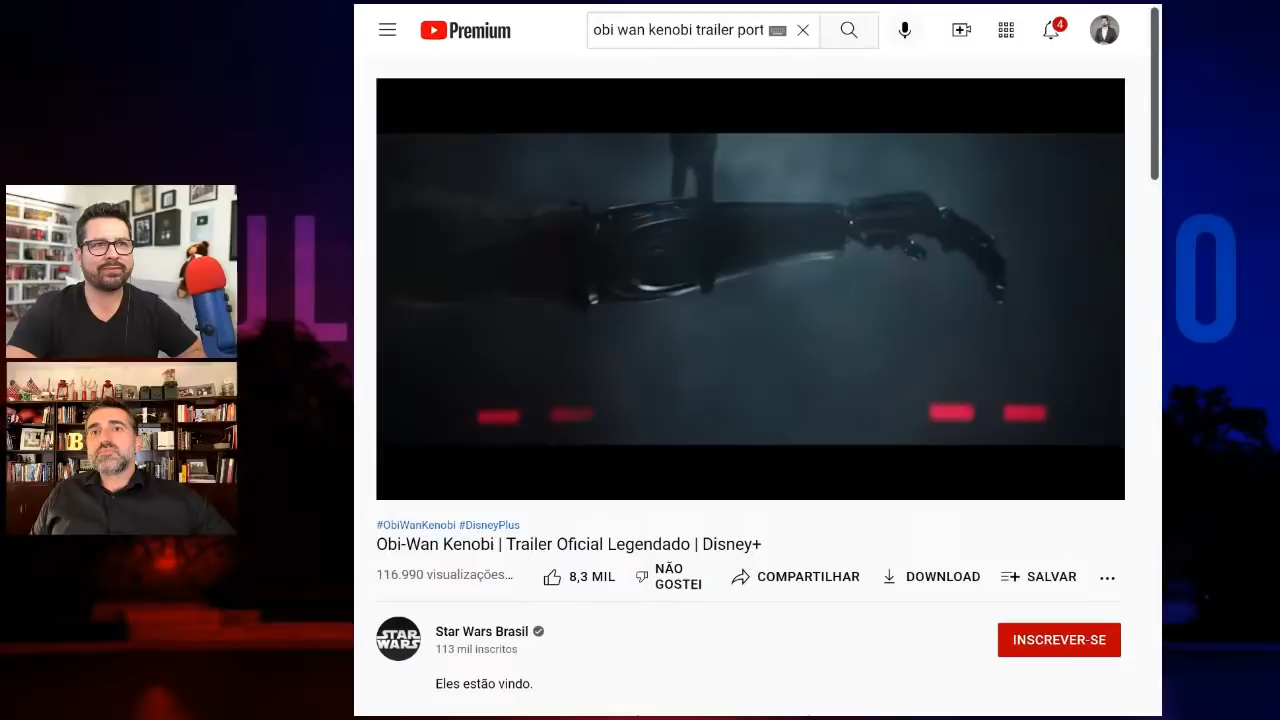 Premium
obi wan kenobi trailer port
4
#ObiWanKenobi #DisneyPlus
Obi-Wan Kenobi | Trailer Oficial Legendado | Disney+
116.990 visualizações...
8,3 MIL
NÃO
GOSTEI
COMPARTILHAR
DOWNLOAD
SALVAR
STAR
WARS
Star Wars Brasil
113 mil inscritos
INSCREVER-SE
Eles estão vindo.
B